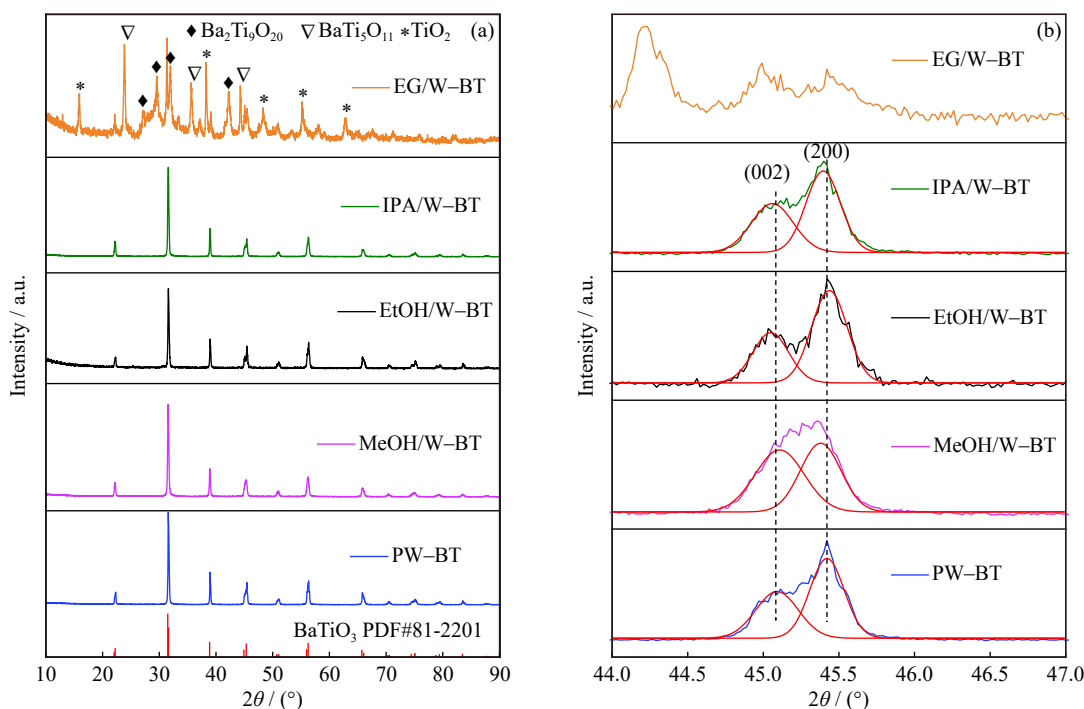 ♦ Ba₂Ti₉O₂₀ ▽ BaTi₅O₁₁ *TiO₂ (a)
EG/W–BT
IPA/W–BT
EtOH/W–BT
MeOH/W–BT
PW–BT
BaTiO₃ PDF#81-2201
Intensity / a.u.
10 20 30 40 50 60 70 80 90
2θ / (°)
(b)
EG/W–BT
(002) (200)
IPA/W–BT
EtOH/W–BT
MeOH/W–BT
PW–BT
Intensity / a.u.
44.0 44.5 45.0 45.5 46.0 46.5 47.0
2θ / (°)